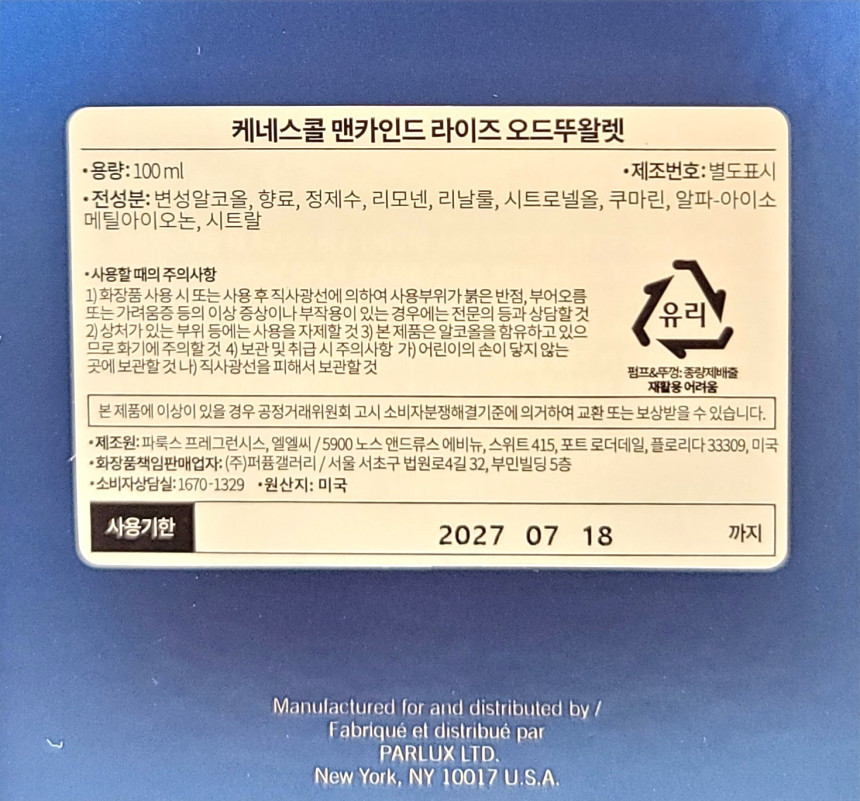 케네스콜 맨카인드 라이즈 오드뚜왈렛
•용량: 100 ml •제조번호: 별도표시
•전성분: 변성알코올, 향료, 정제수, 리모넨, 리날룰, 시트로넬올, 쿠마린, 알파-아이소
메틸아이오논, 시트랄
•사용할 때의 주의사항
1) 화장품 사용 시 또는 사용 후 직사광선에 의하여 사용부위가 붉은 반점, 부어오름
또는 가려움증 등의 이상 증상이나 부작용이 있는 경우에는 전문의 등과 상담할 것
2) 상처가 있는 부위 등에는 사용을 자제할 것 3) 본 제품은 알코올을 함유하고 있으
므로 화기에 주의할 것 4) 보관 및 취급 시 주의사항 가) 어린이의 손이 닿지 않는
곳에 보관할 것 나) 직사광선을 피해서 보관할 것
유리
펌프&뚜껑: 종량제배출
재활용 어려움
본 제품에 이상이 있을 경우 공정거래위원회 고시 소비자분쟁해결기준에 의거하여 교환 또는 보상받을 수 있습니다.
•제조원: 파룩스 프레그런시스, 엘엘씨 / 5900 노스 앤드류스 에비뉴, 스위트 415, 포트 로더데일, 플로리다 33309, 미국
•화장품책임판매업자: (주)퍼퓸갤러리 / 서울 서초구 법원로4길 32, 부민빌딩 5층
•소비자상담실: 1670-1329 •원산지: 미국
사용기한 2027 07 18 까지
Manufactured for and distributed by /
Fabriqué et distribué par
PARLUX LTD.
New York, NY 10017 U.S.A.